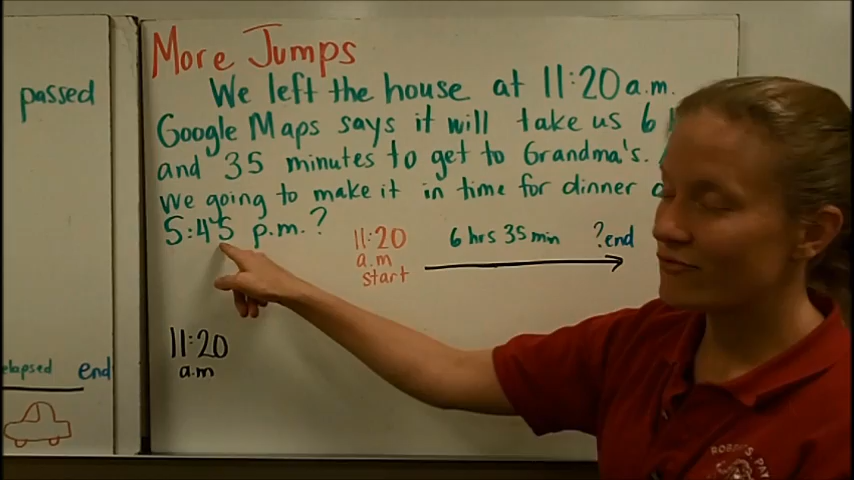 passed
elapsed end
More Jumps
We left the house at 11:20 a.m.
Google Maps says it will take us 6
and 35 minutes to get to Grandma's.
we going to make it in time for dinner
5:45 p.m.?
11:20
a.m
start
6 hrs 35 min
?end
11:20
a.m